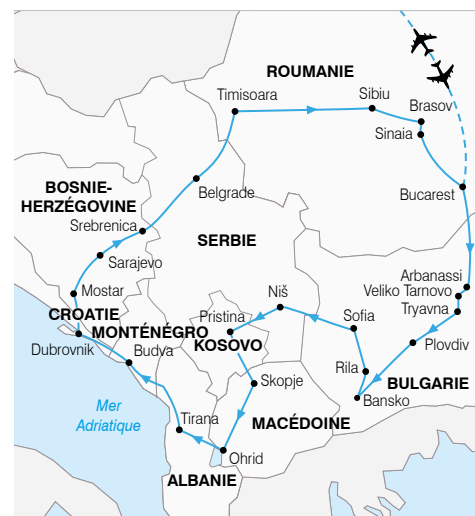 ROUMANIE
Timisoara
Sibiu
Brasov
Sinaia
BOSNIE-
HERZÉGOVINE
Belgrade
Bucarest
Srebrenica
SERBIE
Sarajevo
Arbanassi
Veliko Tarnovo
Tryavna
Mostar
Niš
CROATIE
MONTÉNÉGRO
Pristina
Sofia
KOSOVO
Dubrovnik
Budva
Plovdiv
Rila
Skopje
BULGARIE
Bansko
Mer
Adriatique
Tirana
MACÉDOINE
Ohrid
ALBANIE